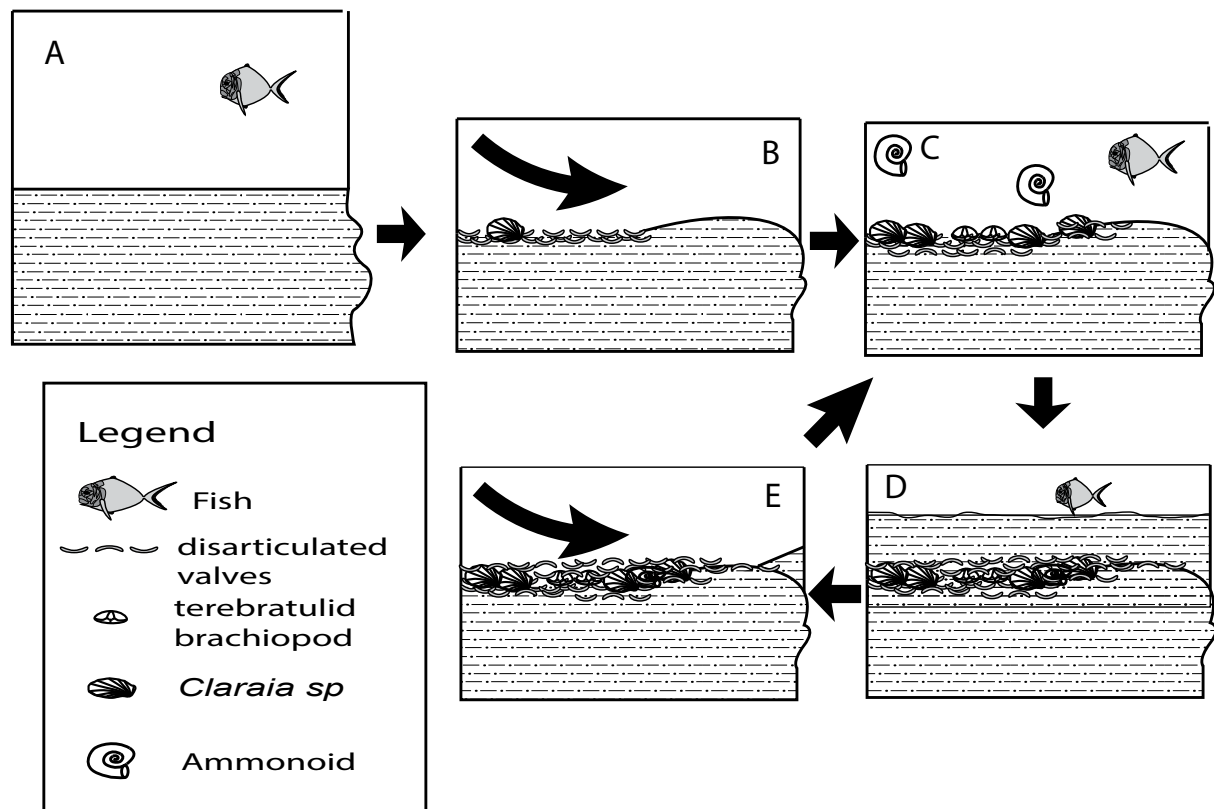 A
B
C
Legend
Fish
disarticulated
valves
terebratulid
brachiopod
Claraia sp
Ammonoid
E
D